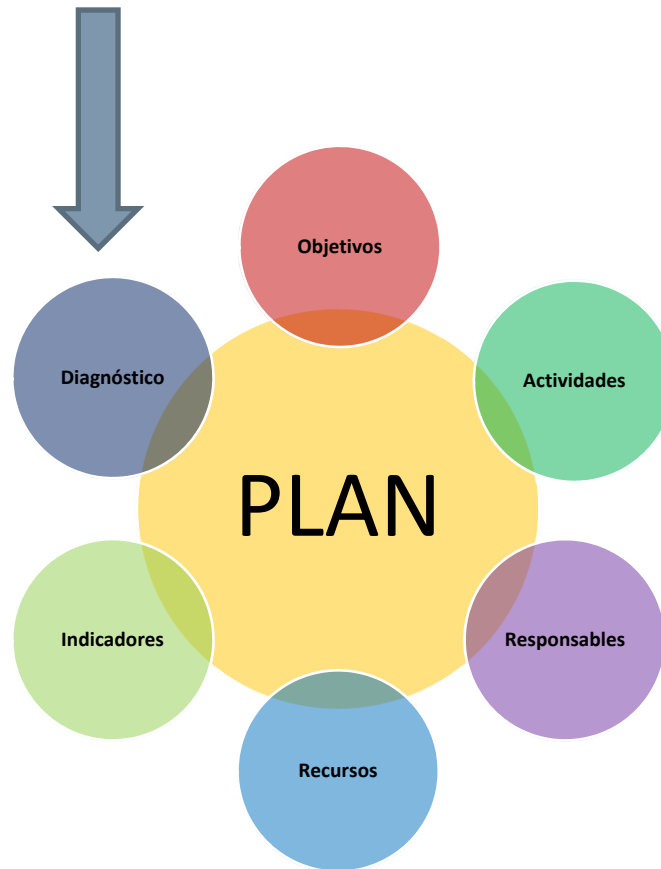 Objetivos
Diagnóstico
Actividades
PLAN
Indicadores
Responsables
Recursos